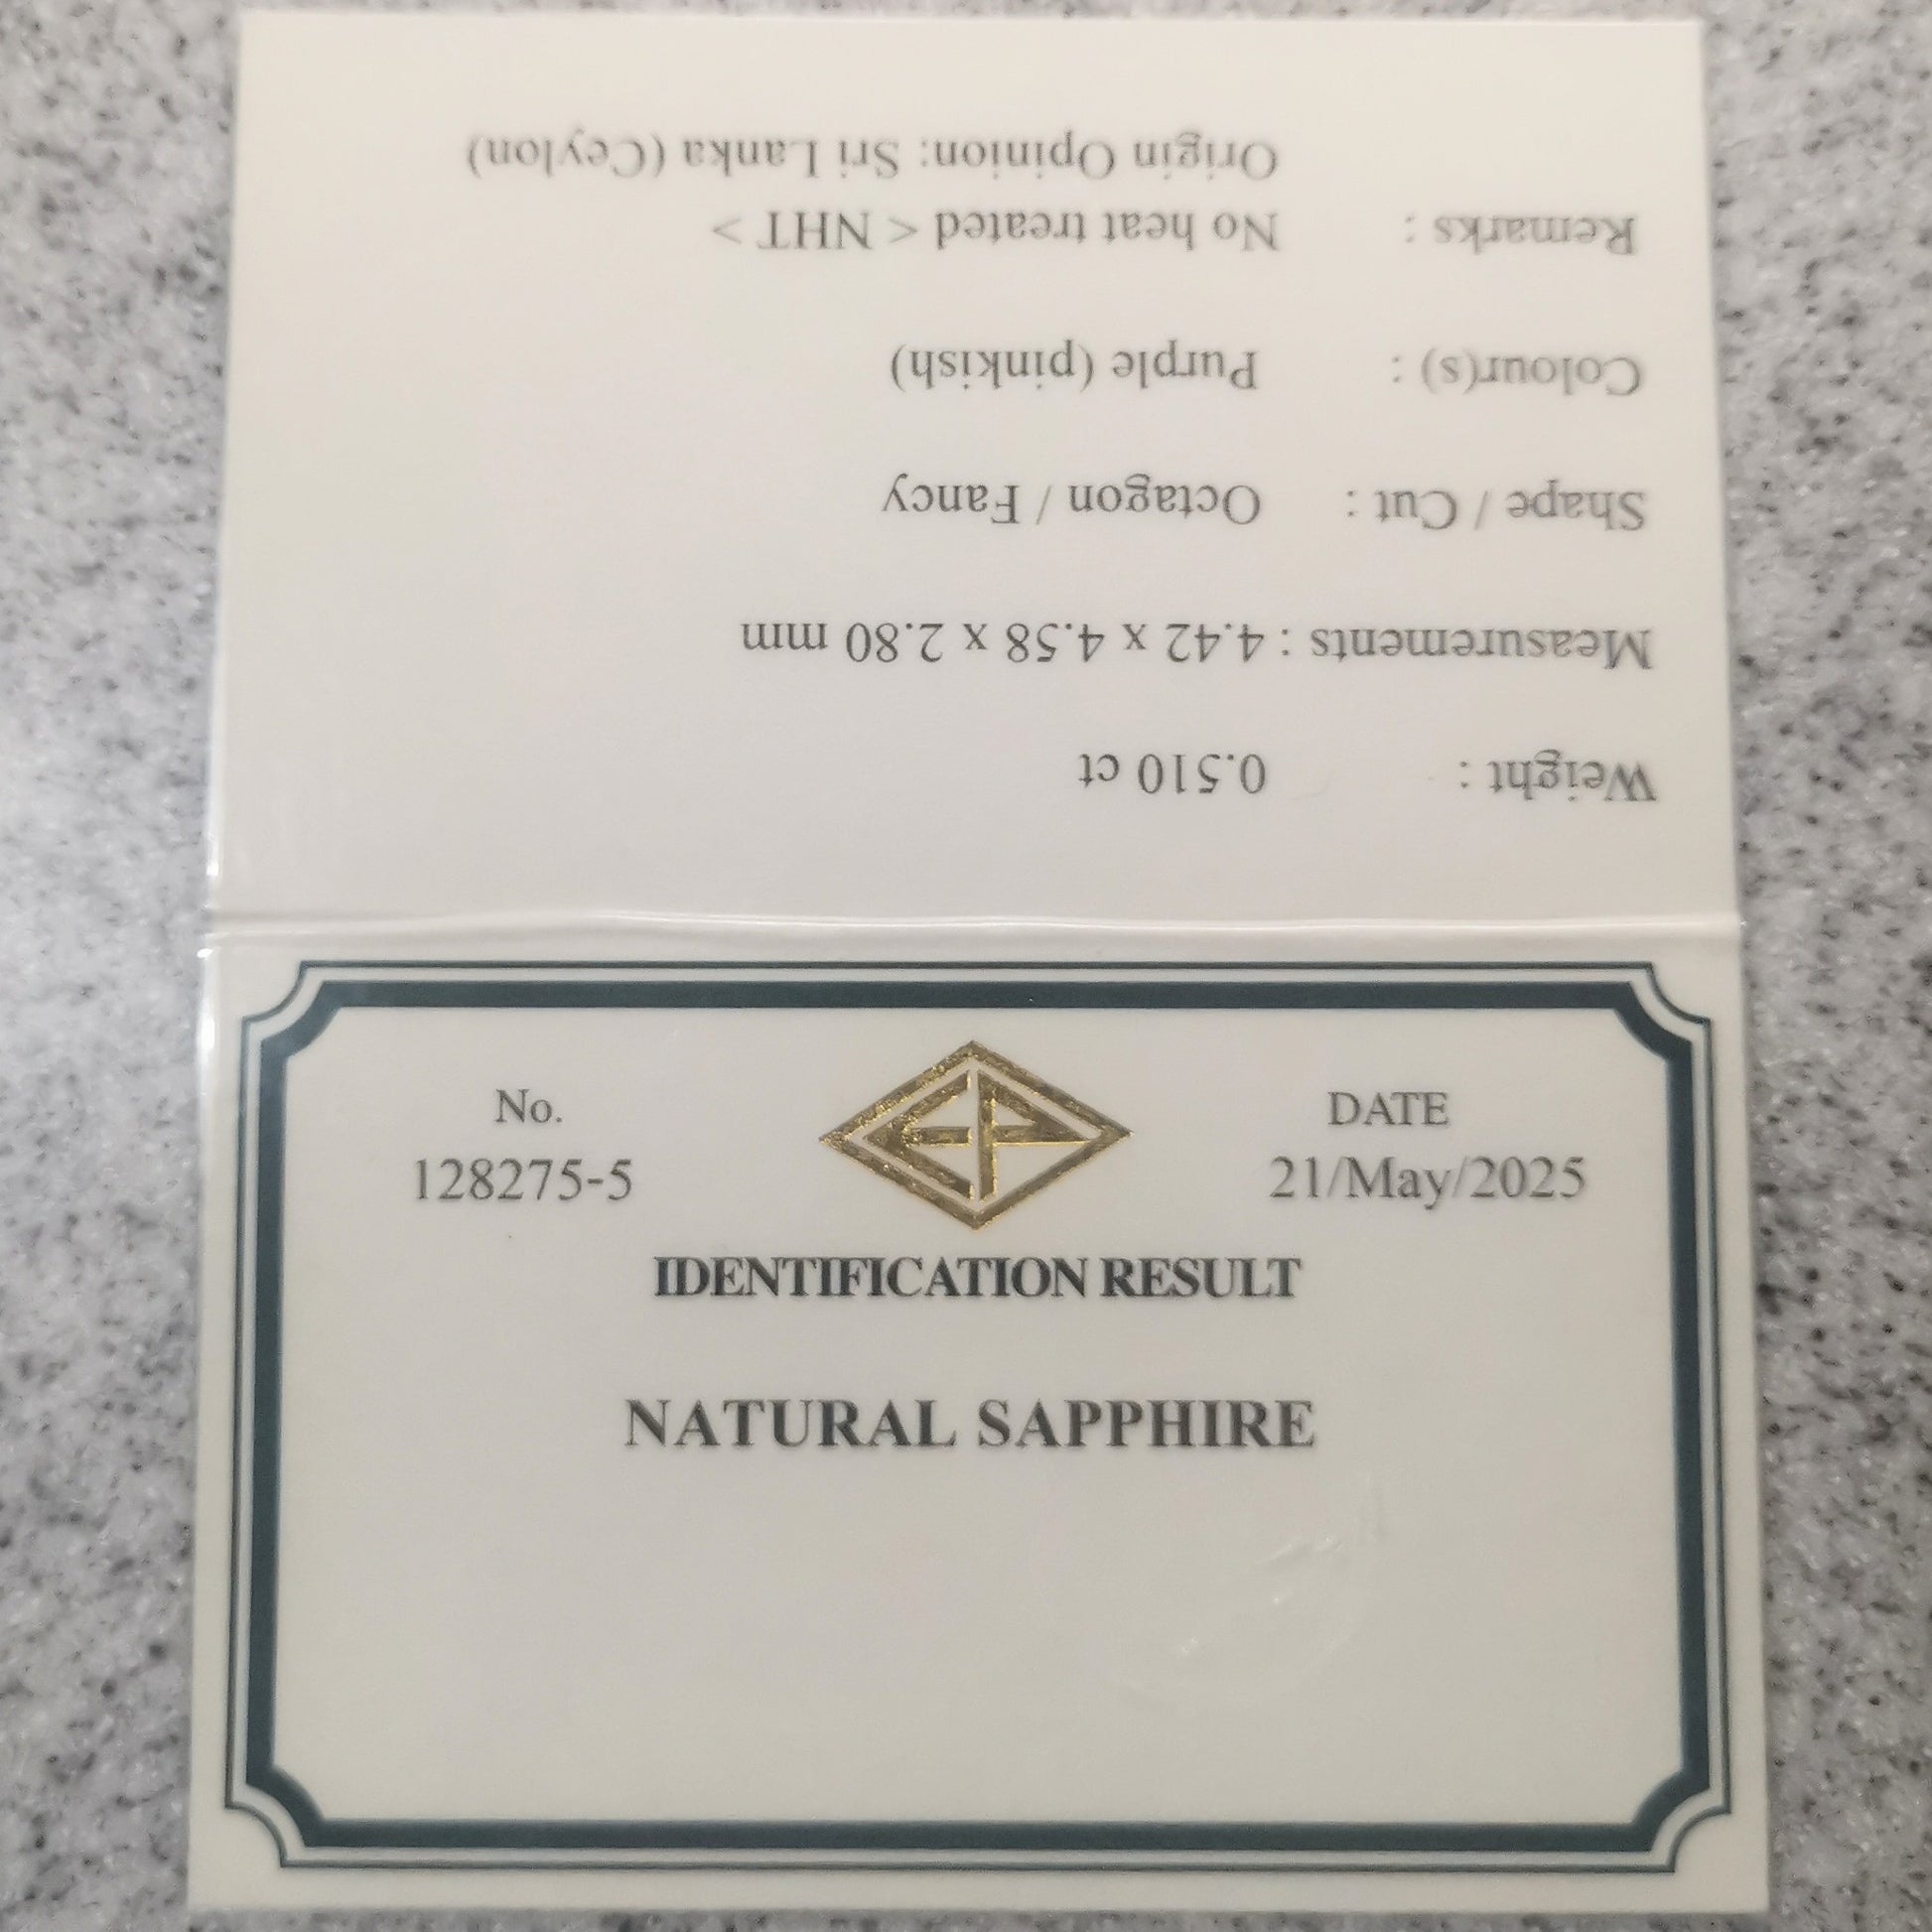 No.
128275-5
DATE
21/May/2025
IDENTIFICATION RESULT
NATURAL SAPPHIRE
Weight : 0.510 ct
Measurements : 4.42 x 4.58 x 2.80 mm
Shape / Cut : Octagon / Fancy
Colour(s) : Purple (pinkish)
Remarks : No heat treated < NHT >
Origin Opinion: Sri Lanka (Ceylon)